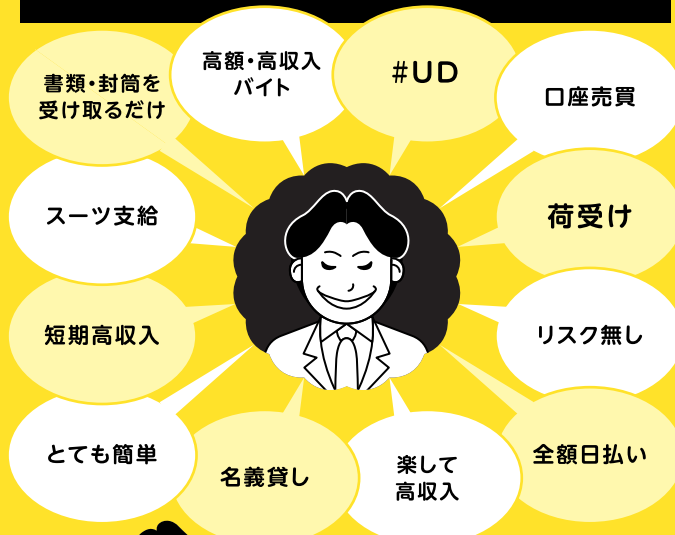 書類・封筒を
受け取るだけ
高額・高収入
バイト
#UD
口座売買
スーツ支給
荷受け
短期高収入
リスク無し
とても簡単
名義貸し
楽して
高収入
全額日払い